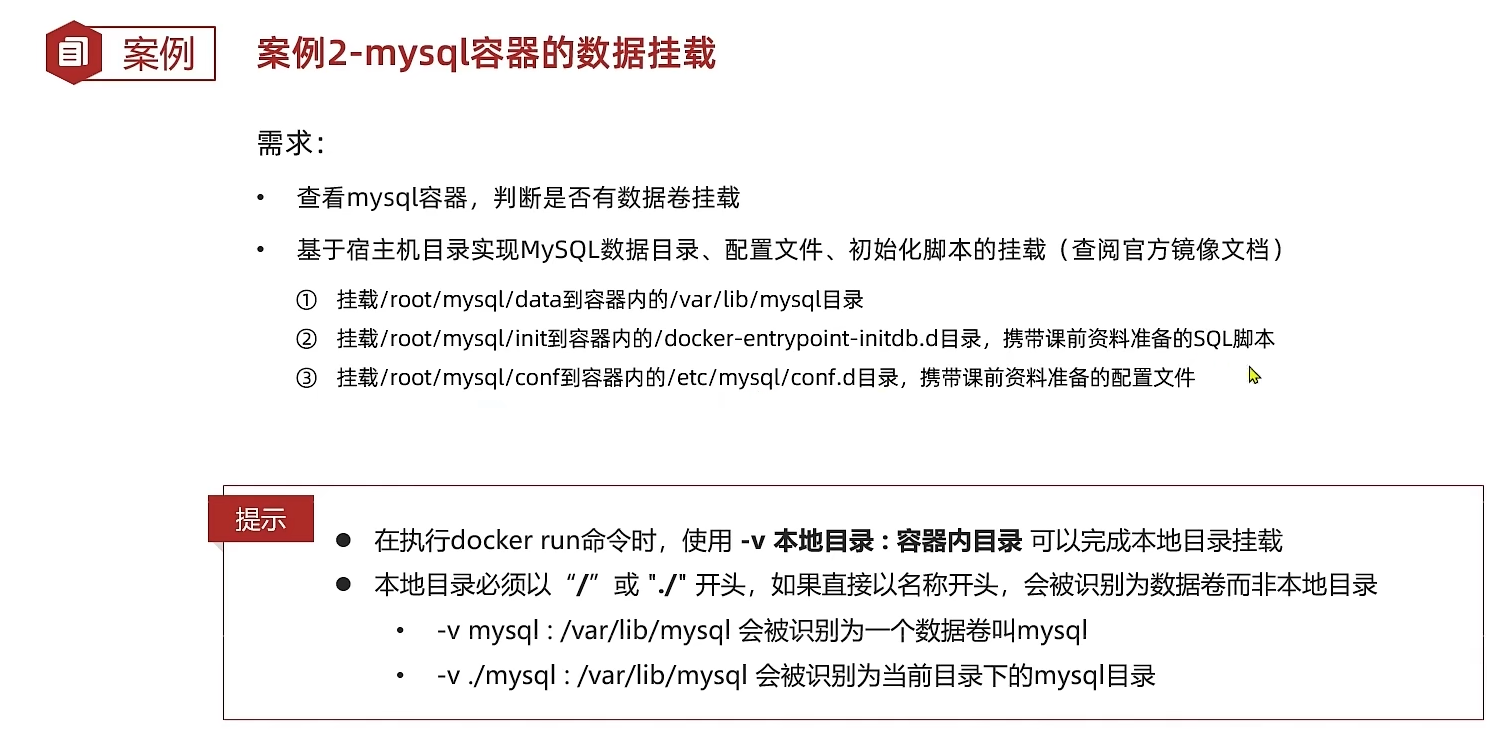 案例
案例2-mysql容器的数据挂载
需求：
• 查看mysql容器，判断是否有数据卷挂载
• 基于宿主机目录实现MySQL数据目录、配置文件、初始化脚本的挂载（查阅官方镜像文档）
① 挂载/root/mysql/data到容器内的/var/lib/mysql目录
② 挂载/root/mysql/init到容器内的/docker-entrypoint-initdb.d目录，携带课前资料准备的SQL脚本
③ 挂载/root/mysql/conf到容器内的/etc/mysql/conf.d目录，携带课前资料准备的配置文件
提示
● 在执行docker run命令时，使用 -v 本地目录 : 容器内目录 可以完成本地目录挂载
● 本地目录必须以“/”或 "./" 开头，如果直接以名称开头，会被识别为数据卷而非本地目录
• -v mysql : /var/lib/mysql 会被识别为一个数据卷叫mysql
• -v ./mysql : /var/lib/mysql 会被识别为当前目录下的mysql目录